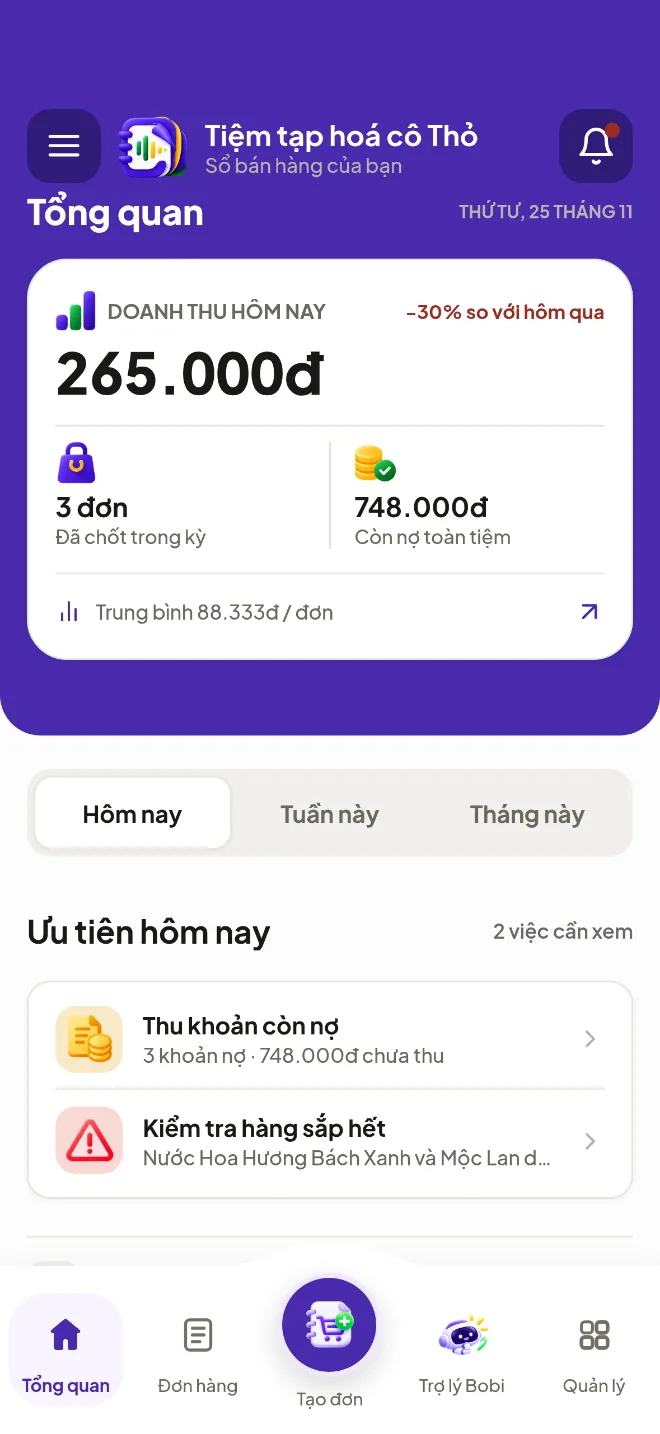 Tiệm tạp hoá cô Thỏ
Sổ bán hàng của bạn
Tổng quan
THỨ TƯ, 25 THÁNG 11
DOANH THU HÔM NAY
-30% so với hôm qua
265.000đ
3 đơn
Đã chốt trong kỳ
748.000đ
Còn nợ toàn tiệm
Trung bình 88.333đ / đơn
Hôm nay
Tuần này
Tháng này
Ưu tiên hôm nay
2 việc cần xem
Thu khoản còn nợ
3 khoản nợ · 748.000đ chưa thu
Kiểm tra hàng sắp hết
Nước Hoa Hương Bách Xanh và Mộc Lan d...
Tổng quan
Đơn hàng
Tạo đơn
Trợ lý Bobi
Quản lý